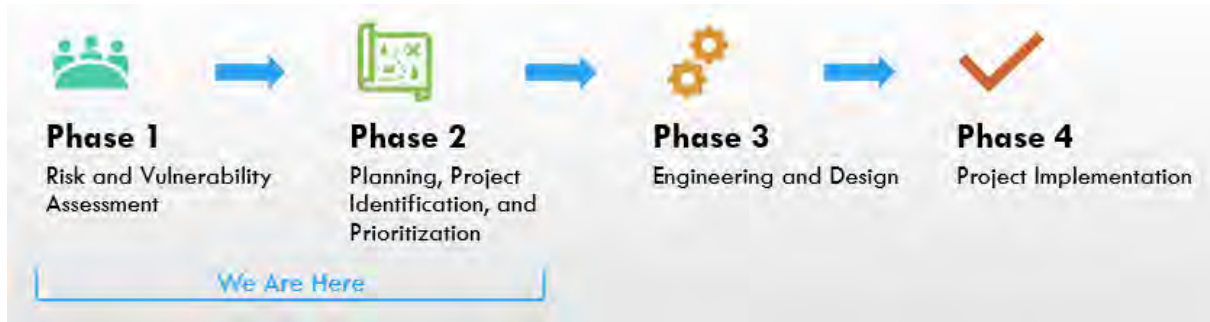 Phase 1
Risk and Vulnerability
Assessment
Phase 2
Planning, Project
Identification, and
Prioritization
Phase 3
Engineering and Design
Phase 4
Project Implementation
We Are Here